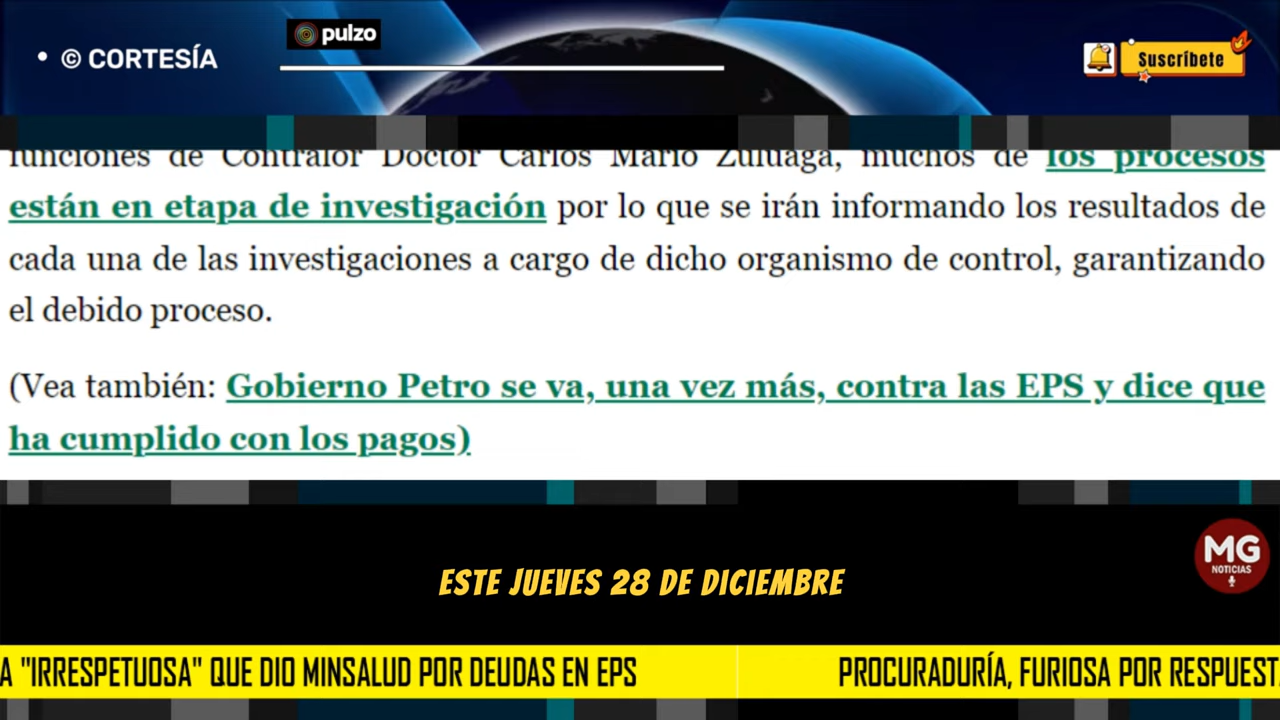 • © CORTESÍA
pulzo
Suscríbete
funciones de Contralor Doctor Carlos Mario Zuluaga, muchos de los procesos
están en etapa de investigación por lo que se irán informando los resultados de
cada una de las investigaciones a cargo de dicho organismo de control, garantizando
el debido proceso.
(Vea también: Gobierno Petro se va, una vez más, contra las EPS y dice que
ha cumplido con los pagos)
MG
NOTICIAS
ESTE JUEVES 28 DE DICIEMBRE
A "IRRESPETUOSA" QUE DIO MINSALUD POR DEUDAS EN EPS PROCURADURÍA, FURIOSA POR RESPUEST